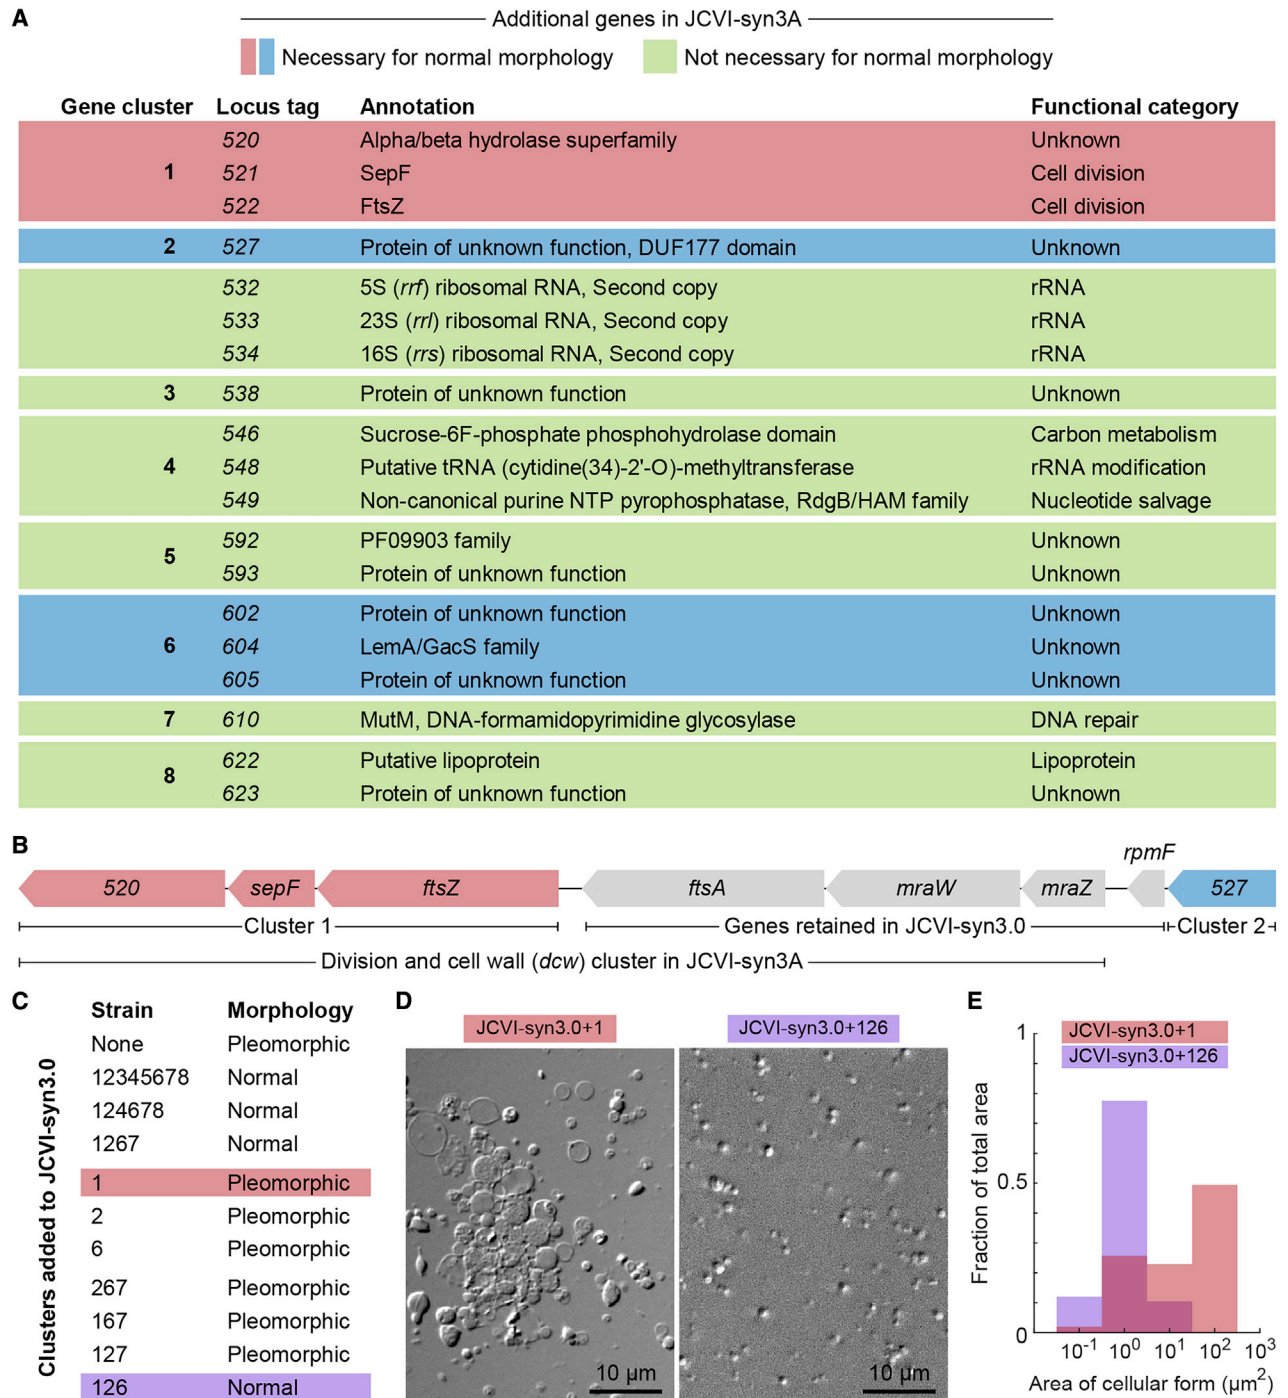 A
Additional genes in JCVI-syn3A
Necessary for normal morphology Not necessary for normal morphology
Gene cluster Locus tag Annotation Functional category
520 Alpha/beta hydrolase superfamily Unknown
1 521 SepF Cell division
522 FtsZ Cell division
2 527 Protein of unknown function, DUF177 domain Unknown
532 5S (rrf) ribosomal RNA, Second copy rRNA
533 23S (rrl) ribosomal RNA, Second copy rRNA
534 16S (rrs) ribosomal RNA, Second copy rRNA
3 538 Protein of unknown function Unknown
546 Sucrose-6F-phosphate phosphohydrolase domain Carbon metabolism
4 548 Putative tRNA (cytidine(34)-2'-O)-methyltransferase rRNA modification
549 Non-canonical purine NTP pyrophosphatase, RdgB/HAM family Nucleotide salvage
5
592 PF09903 family Unknown
593 Protein of unknown function Unknown
602 Protein of unknown function Unknown
6 604 LemA/GacS family Unknown
605 Protein of unknown function Unknown
7 610 MutM, DNA-formamidopyrimidine glycosylase DNA repair
8
622 Putative lipoprotein Lipoprotein
623 Protein of unknown function Unknown
B
rpmF
520 sepF ftsZ ftsA mraW mraZ 527
Cluster 1 Genes retained in JCVI-syn3.0 Cluster 2
Division and cell wall (dcw) cluster in JCVI-syn3A
C
Clusters added to JCVI-syn3.0
Strain Morphology
None Pleomorphic
12345678 Normal
124678 Normal
1267 Normal
1 Pleomorphic
2 Pleomorphic
6 Pleomorphic
267 Pleomorphic
167 Pleomorphic
127 Pleomorphic
126 Normal
D
JCVI-syn3.0+1 JCVI-syn3.0+126
10 µm 10 µm
E
JCVI-syn3.0+1
JCVI-syn3.0+126
Fraction of total area
1
0.5
0
10⁻¹ 10⁰ 10¹ 10² 10³
Area of cellular form (µm²)